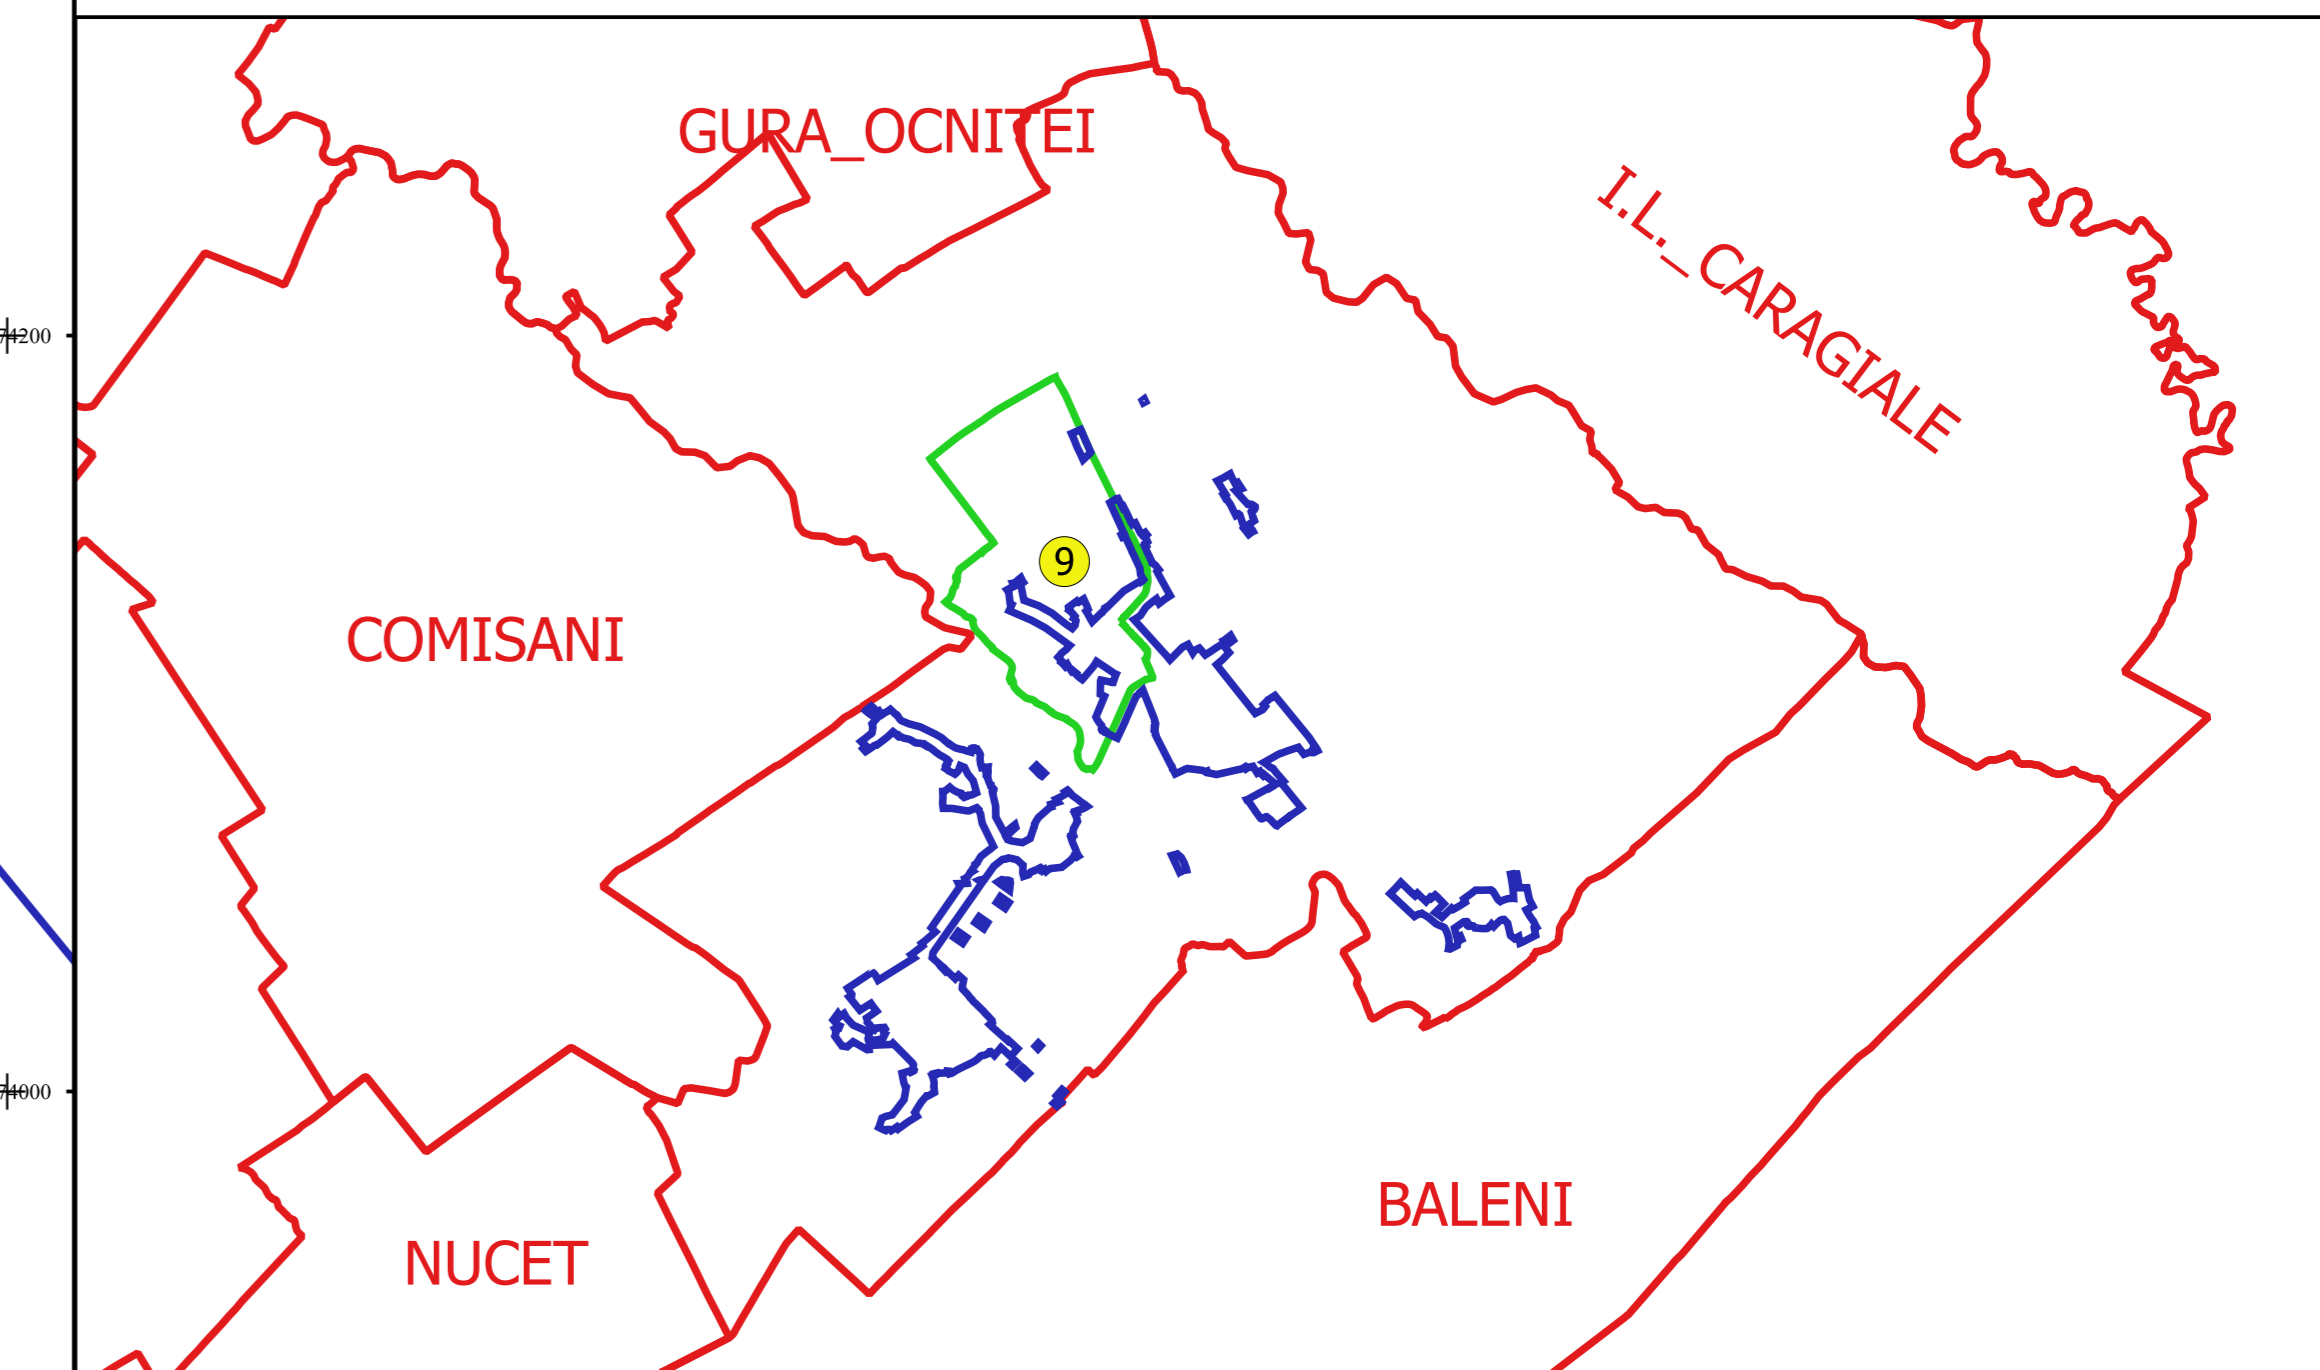 GURA_OCNITEI
I.L._CARAGIALE
9
COMISANI
BALENI
NUCET